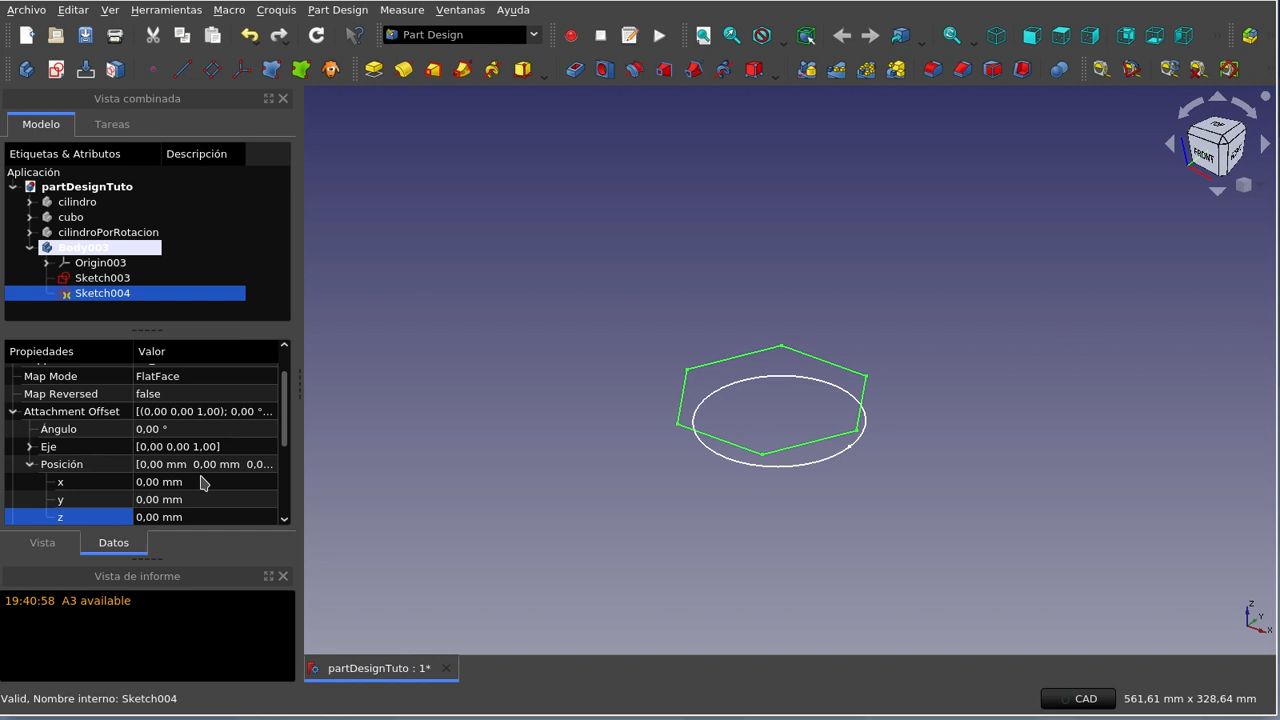 Archivo Editar Ver Herramientas Macro Croquis Part Design Measure Ventanas Ayuda
Part Design
Vista combinada
Modelo Tareas
Etiquetas & Atributos Descripción
Aplicación
partDesignTuto
cilindro
cubo
cilindroPorRotacion
Body003
Origin003
Sketch003
Sketch004
Propiedades Valor
Map Mode FlatFace
Map Reversed false
Attachment Offset [(0,00 0,00 1,00); 0,00 °...
Ángulo 0,00 °
Eje [0,00 0,00 1,00]
Posición [0,00 mm 0,00 mm 0,0...
x 0,00 mm
y 0,00 mm
z 0,00 mm
Vista Datos
Vista de informe
19:40:58 A3 available
TOP
FRONT
Z
Y
X
partDesignTuto : 1*
Valid, Nombre interno: Sketch004
CAD 561,61 mm x 328,64 mm